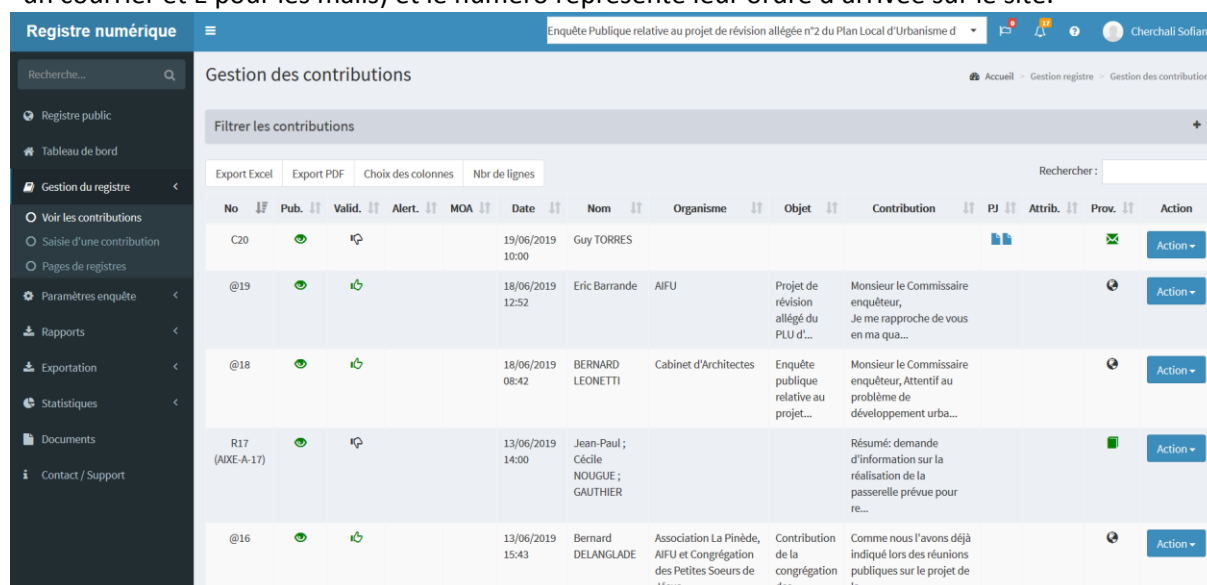 un courrier et E pour les mails) et le numéro représente leur ordre d'arrivée sur le site.
Registre numérique
Enquête Publique relative au projet de révision allégée n°2 du Plan Local d'Urbanisme d
Cherchali Sofian
Recherche...
Gestion des contributions
Accueil > Gestion registre > Gestion des contribution
Registre public
Tableau de bord
Gestion du registre
Voir les contributions
Saisie d'une contribution
Pages de registres
Paramètres enquête
Rapports
Exportation
Statistiques
Documents
Contact / Support
Filtrer les contributions
Export Excel Export PDF Choix des colonnes Nbr de lignes
Rechercher :
No Pub. Valid. Alert. MOA Date Nom Organisme Objet Contribution PJ Attrib. Prov. Action
C20 19/06/2019 Guy TORRES Action
10:00
@19 18/06/2019 Eric Barrande AIFU Projet de Monsieur le Commissaire Action
12:52 révision enquêteur,
allégé du Je me rapproche de vous
PLU d'... en ma qua...
@18 18/06/2019 BERNARD Cabinet d'Architectes Enquête Monsieur le Commissaire Action
08:42 LEONETTI publique enquêteur, Attentif au
relative au problème de
projet... développement urba...
R17 13/06/2019 Jean-Paul ; Résumé: demande Action
(AIXE-A-17) 14:00 Cécile d'information sur la
NOUGUE ; réalisation de la
GAUTHIER passerelle prévue pour
re...
@16 13/06/2019 Bernard Association La Pinède, Contribution Comme nous l'avons déjà Action
15:43 DELANGLADE AIFU et Congrégation de la indiqué lors des réunions
des Petites Soeurs de congrégation publiques sur le projet de